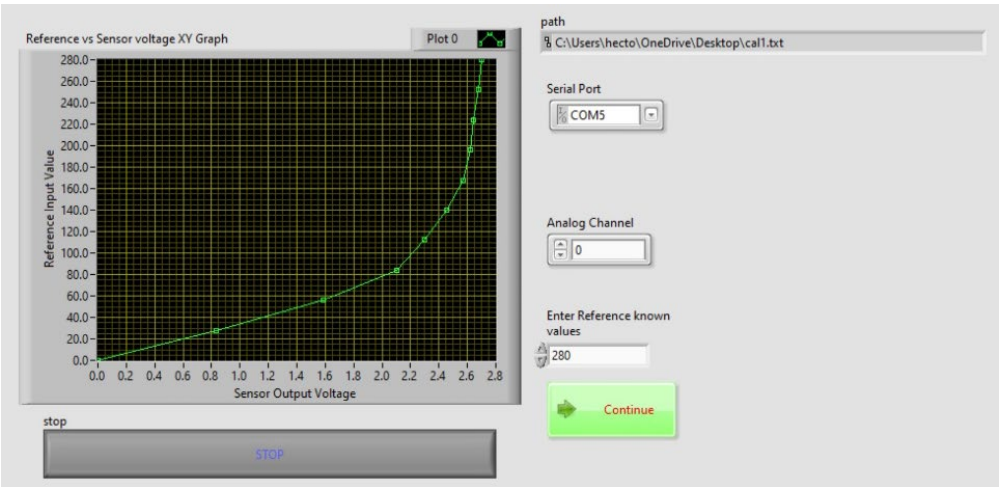 path
C:\Users\hecto\OneDrive\Desktop\cal1.txt
Reference vs Sensor voltage XY Graph
Plot 0
Serial Port
COM5
Analog Channel
0
Enter Reference known
values
280
Continue
Reference Input Value
280.0
260.0
240.0
220.0
200.0
180.0
160.0
140.0
120.0
100.0
80.0
60.0
40.0
20.0
0.0
0.0 0.2 0.4 0.6 0.8 1.0 1.2 1.4 1.6 1.8 2.0 2.2 2.4 2.6 2.8
Sensor Output Voltage
stop
STOP